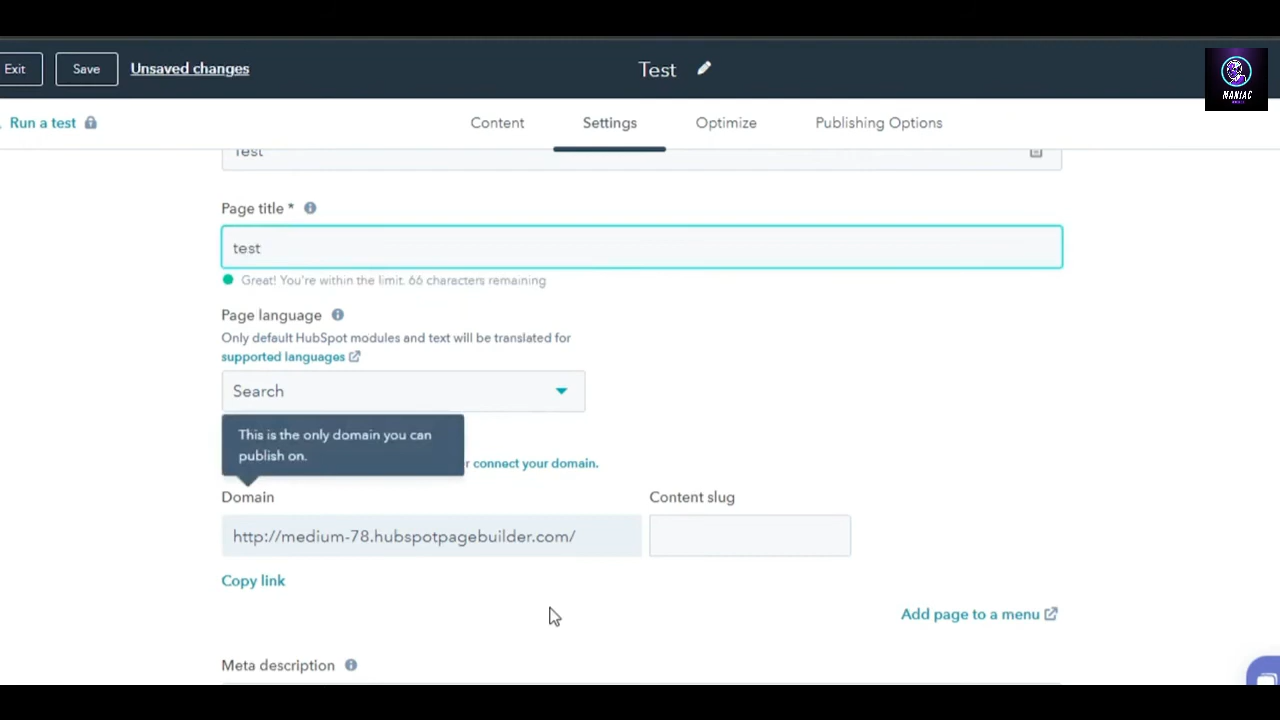 Exit
Save
Unsaved changes
Test
MANIAC
Run a test
Content
Settings
Optimize
Publishing Options
Test
Page title *
test
Great! You're within the limit. 66 characters remaining
Page language
Only default HubSpot modules and text will be translated for
supported languages
Search
This is the only domain you can
publish on.
r connect your domain.
Domain
Content slug
http://medium-78.hubspotpagebuilder.com/
Copy link
Add page to a menu
Meta description